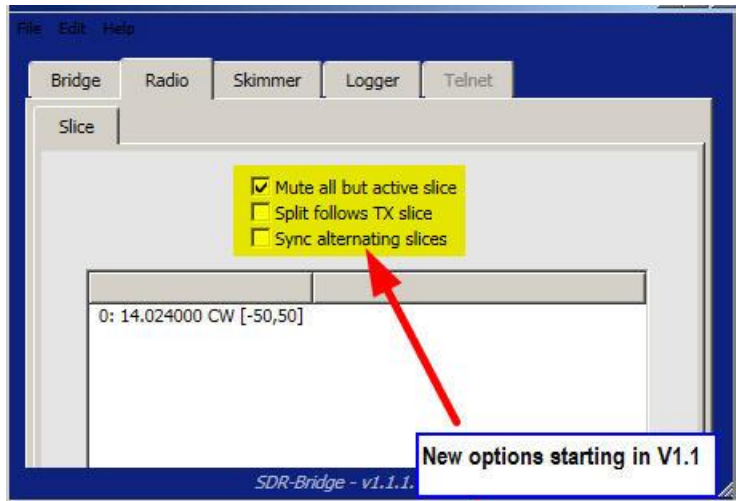 File Edit Help
Bridge Radio Skimmer Logger Telnet
Slice
Mute all but active slice
Split follows TX slice
Sync alternating slices
0: 14.024000 CW [-50,50]
New options starting in V1.1
SDR-Bridge - v1.1.1.